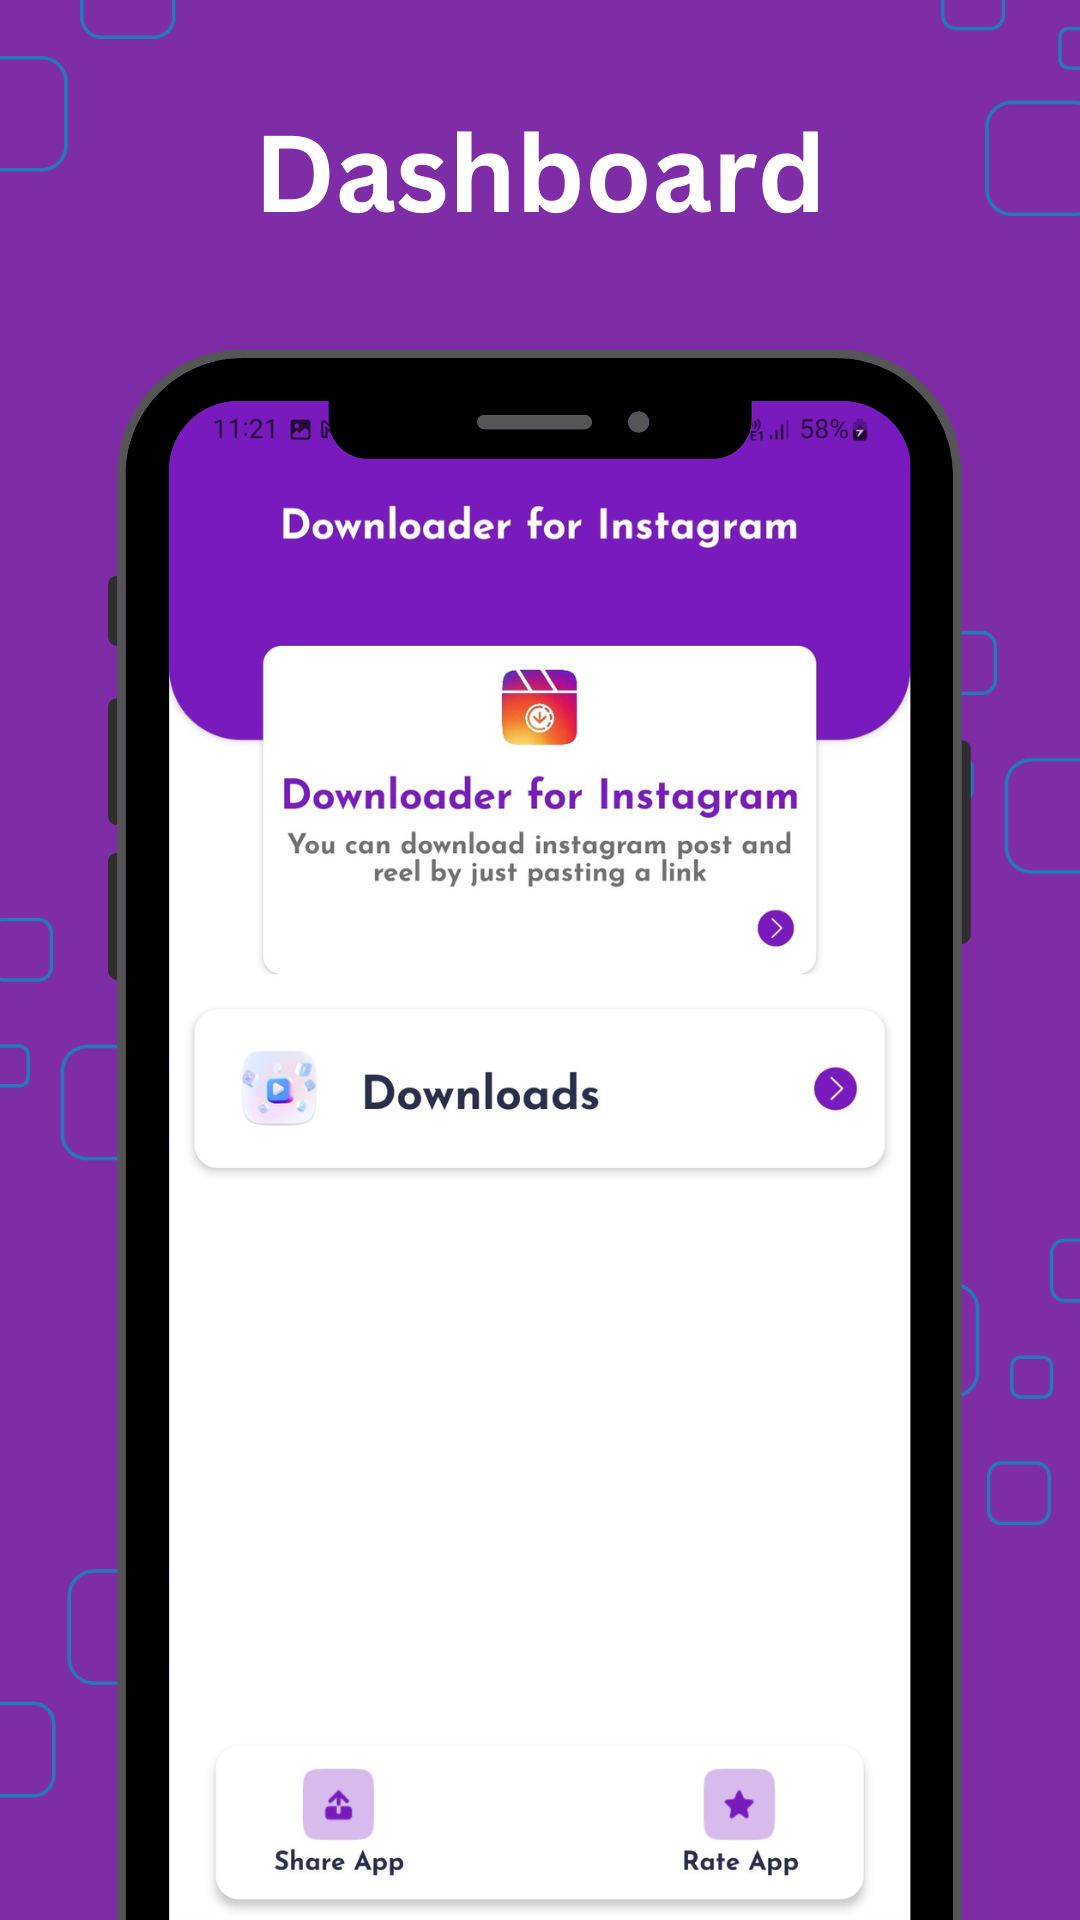 Dashboard
11:21
58%
Downloader for Instagram
Downloader for Instagram
You can download instagram post and
reel by just pasting a link
Downloads
Share App
Rate App